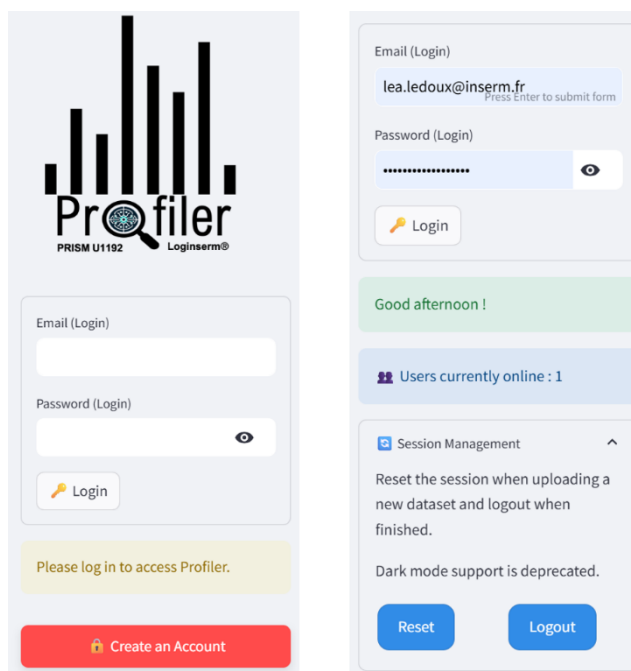 Profiler
PRISM U1192
Loginserm®
Email (Login)
Password (Login)
🔑 Login
Please log in to access Profiler.
🔒 Create an Account
Email (Login)
lea.ledoux@inserm.fr
Press Enter to submit form
Password (Login)
••••••••••••••••••
🔑 Login
Good afternoon !
👥 Users currently online : 1
🔄 Session Management
Reset the session when uploading a
new dataset and logout when
finished.
Dark mode support is deprecated.
Reset
Logout